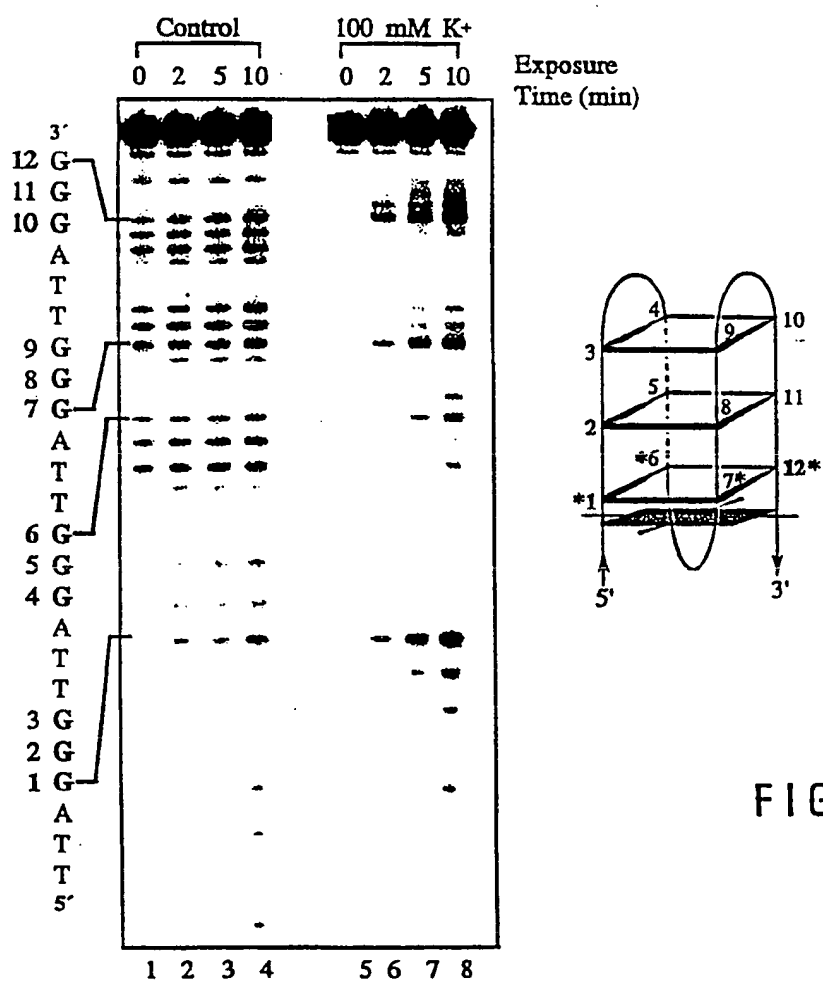 Control
100 mM K+
0 2 5 10
0 2 5 10
Exposure
Time (min)
3´
12 G
11 G
10 G
A
T
T
9 G
8 G
7 G
A
T
T
6 G
5 G
4 G
A
T
T
3 G
2 G
1 G
A
T
T
5´
4
10
9
3
5
11
8
2
*6
12*
7*
*1
5'
3'
FIG
1 2 3 4
5 6 7 8